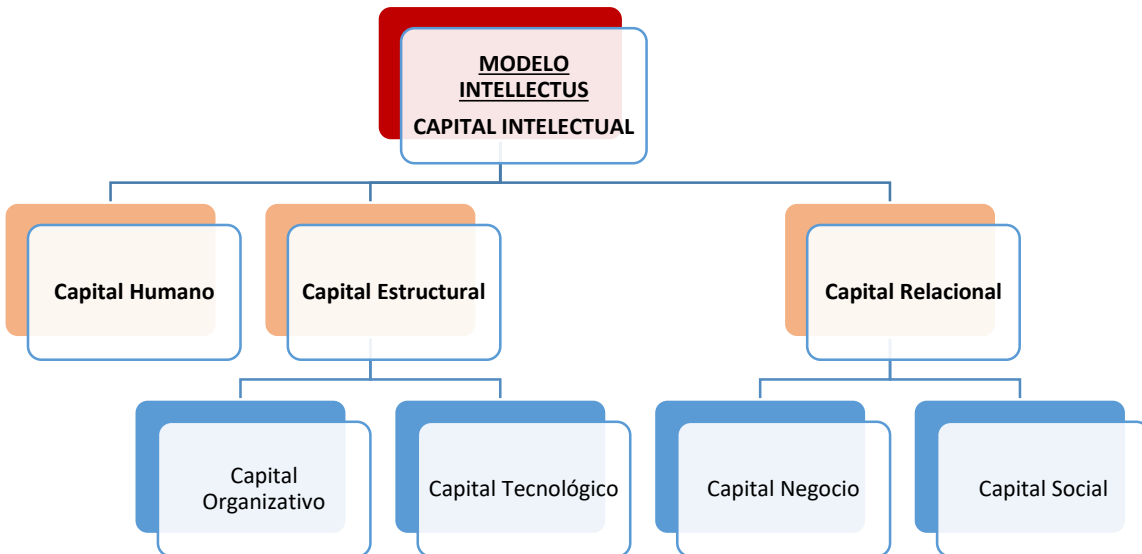 MODELO
INTELLECTUS
CAPITAL INTELECTUAL
Capital Humano
Capital Estructural
Capital Relacional
Capital
Organizativo
Capital Tecnológico
Capital Negocio
Capital Social